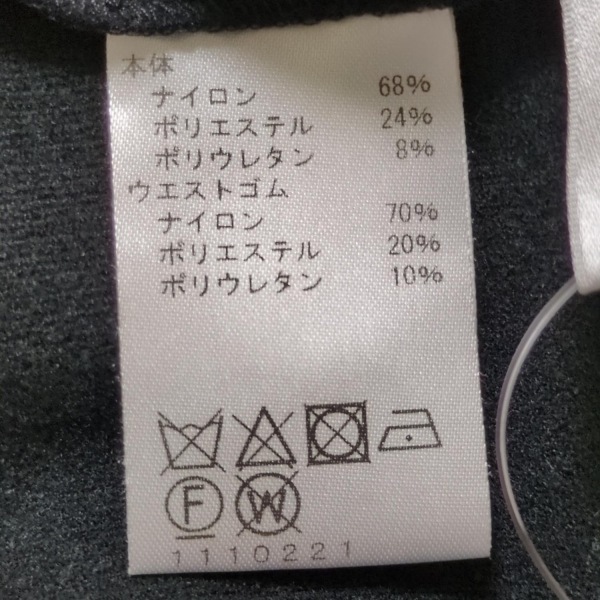 本体
ナイロン 68%
ポリエステル 24%
ポリウレタン 8%
ウエストゴム
ナイロン 70%
ポリエステル 20%
ポリウレタン 10%
F W
1110221